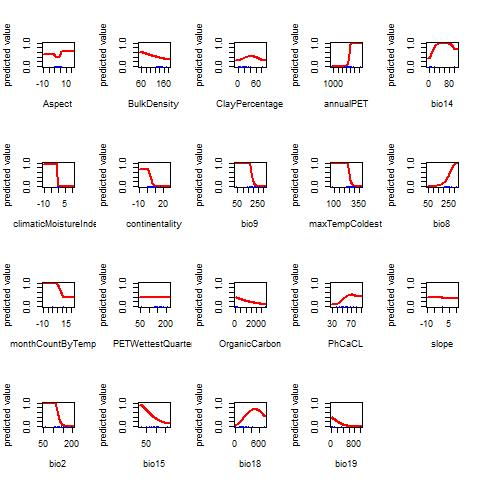 predicted value 0.0 1.0 -10 10 Aspect
predicted value 0.0 1.0 60 160 BulkDensity
predicted value 0.0 1.0 0 60 ClayPercentage
predicted value 0.0 1.0 1000 annualPET
predicted value 0.0 1.0 0 80 bio14
predicted value 0.0 1.0 -10 5 climaticMoistureInde
predicted value 0.0 1.0 -10 20 continentality
predicted value 0.0 1.0 50 250 bio9
predicted value 0.0 1.0 100 350 maxTempColdest
predicted value 0.0 1.0 50 250 bio8
predicted value 0.0 1.0 -10 15 monthCountByTemp
predicted value 0.0 1.0 50 200 PETWettestQuarte
predicted value 0.0 1.0 0 2000 OrganicCarbon
predicted value 0.0 1.0 30 70 PhCaCL
predicted value 0.0 1.0 -10 5 slope
predicted value 0.0 1.0 50 200 bio2
predicted value 0.0 1.0 50 bio15
predicted value 0.0 1.0 0 600 bio18
predicted value 0.0 1.0 0 800 bio19